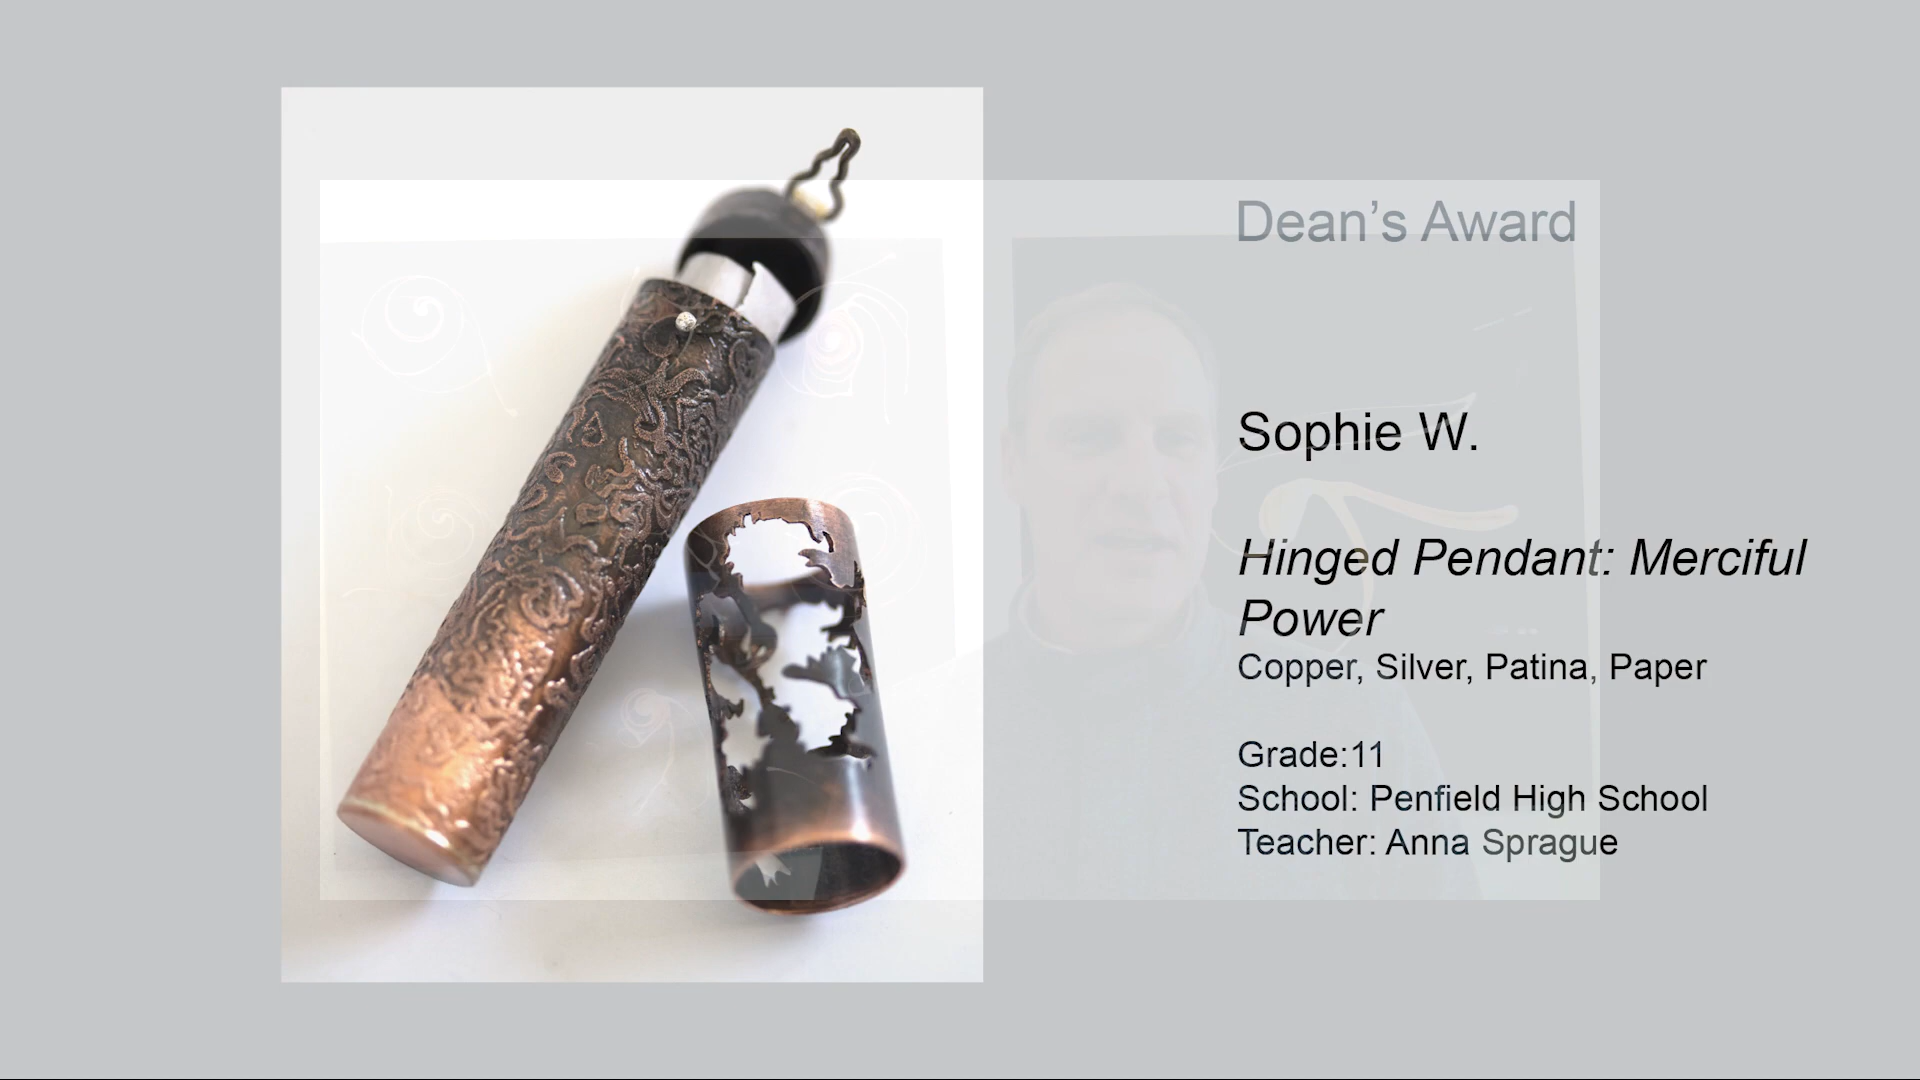 Dean’s Award
Sophie W.
Hinged Pendant: Merciful
Power
Copper, Silver, Patina, Paper
Grade:11
School: Penfield High School
Teacher: Anna Sprague